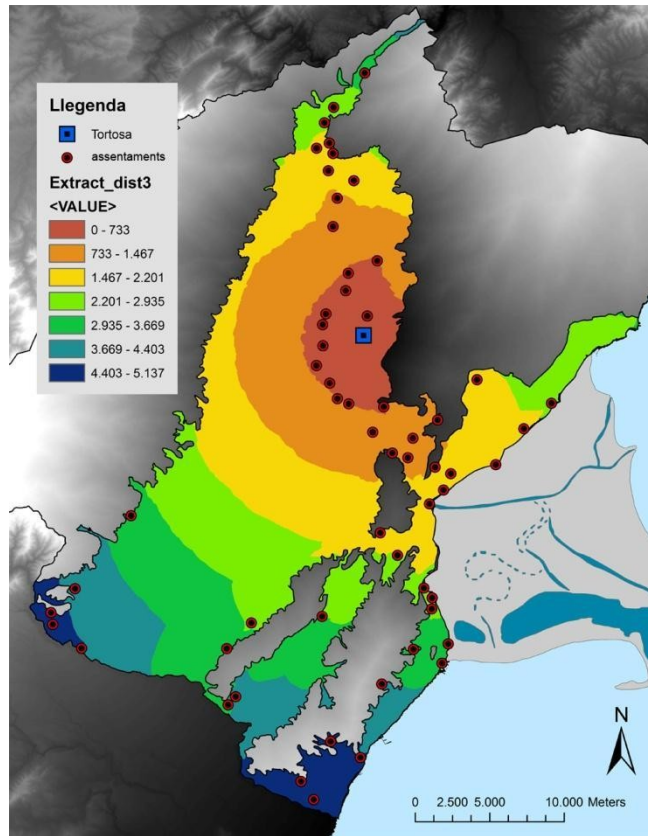 Llegenda
Tortosa
assentaments
Extract_dist3
<VALUE>
0 - 733
733 - 1.467
1.467 - 2.201
2.201 - 2.935
2.935 - 3.669
3.669 - 4.403
4.403 - 5.137
N
0 2.500 5.000 10.000 Meters